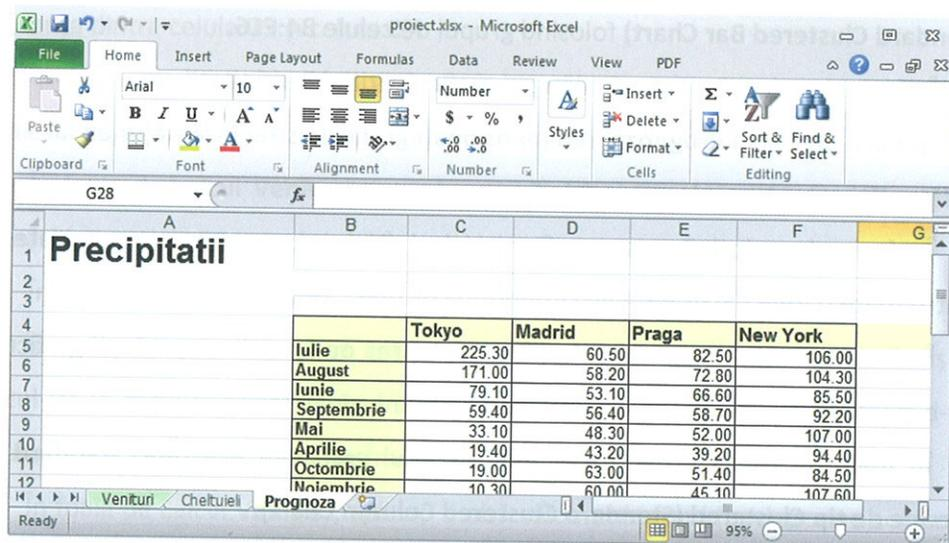 project.xlsx - Microsoft Excel
File Home Insert Page Layout Formulas Data Review View PDF
Arial 10 Number Insert Σ
Paste B I U A A $ % , Styles Delete Sort & Find &
A .00 .00 Format Filter Select
Clipboard Font Alignment Number Cells Editing
G28 fx
A B C D E F G
1 Precipitatii
2
3
4 Tokyo Madrid Praga New York
5 Iulie 225.30 60.50 82.50 106.00
6 August 171.00 58.20 72.80 104.30
7 Iunie 79.10 53.10 66.60 85.50
8 Septembrie 59.40 56.40 58.70 92.20
9 Mai 33.10 48.30 52.00 107.00
10 Aprilie 19.40 43.20 39.20 94.40
11 Octombrie 19.00 63.00 51.40 84.50
12 Noiembrie 10.30 60.00 45.10 107.60
Venituri Cheltuieli Prognoza
Ready 95%